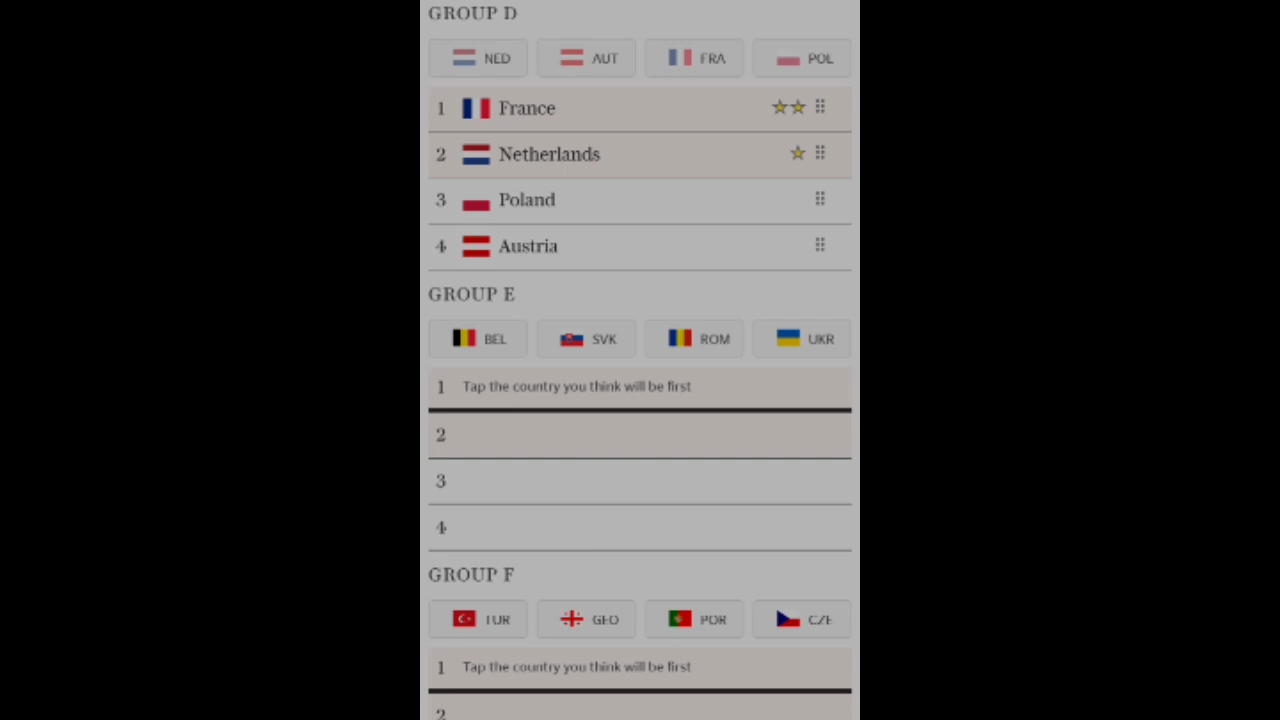 GROUP D
NED AUT FRA POL
1 France
2 Netherlands
3 Poland
4 Austria
GROUP E
BEL SVK ROM UKR
1 Tap the country you think will be first
2
3
4
GROUP F
TUR GEO POR CZE
1 Tap the country you think will be first
2